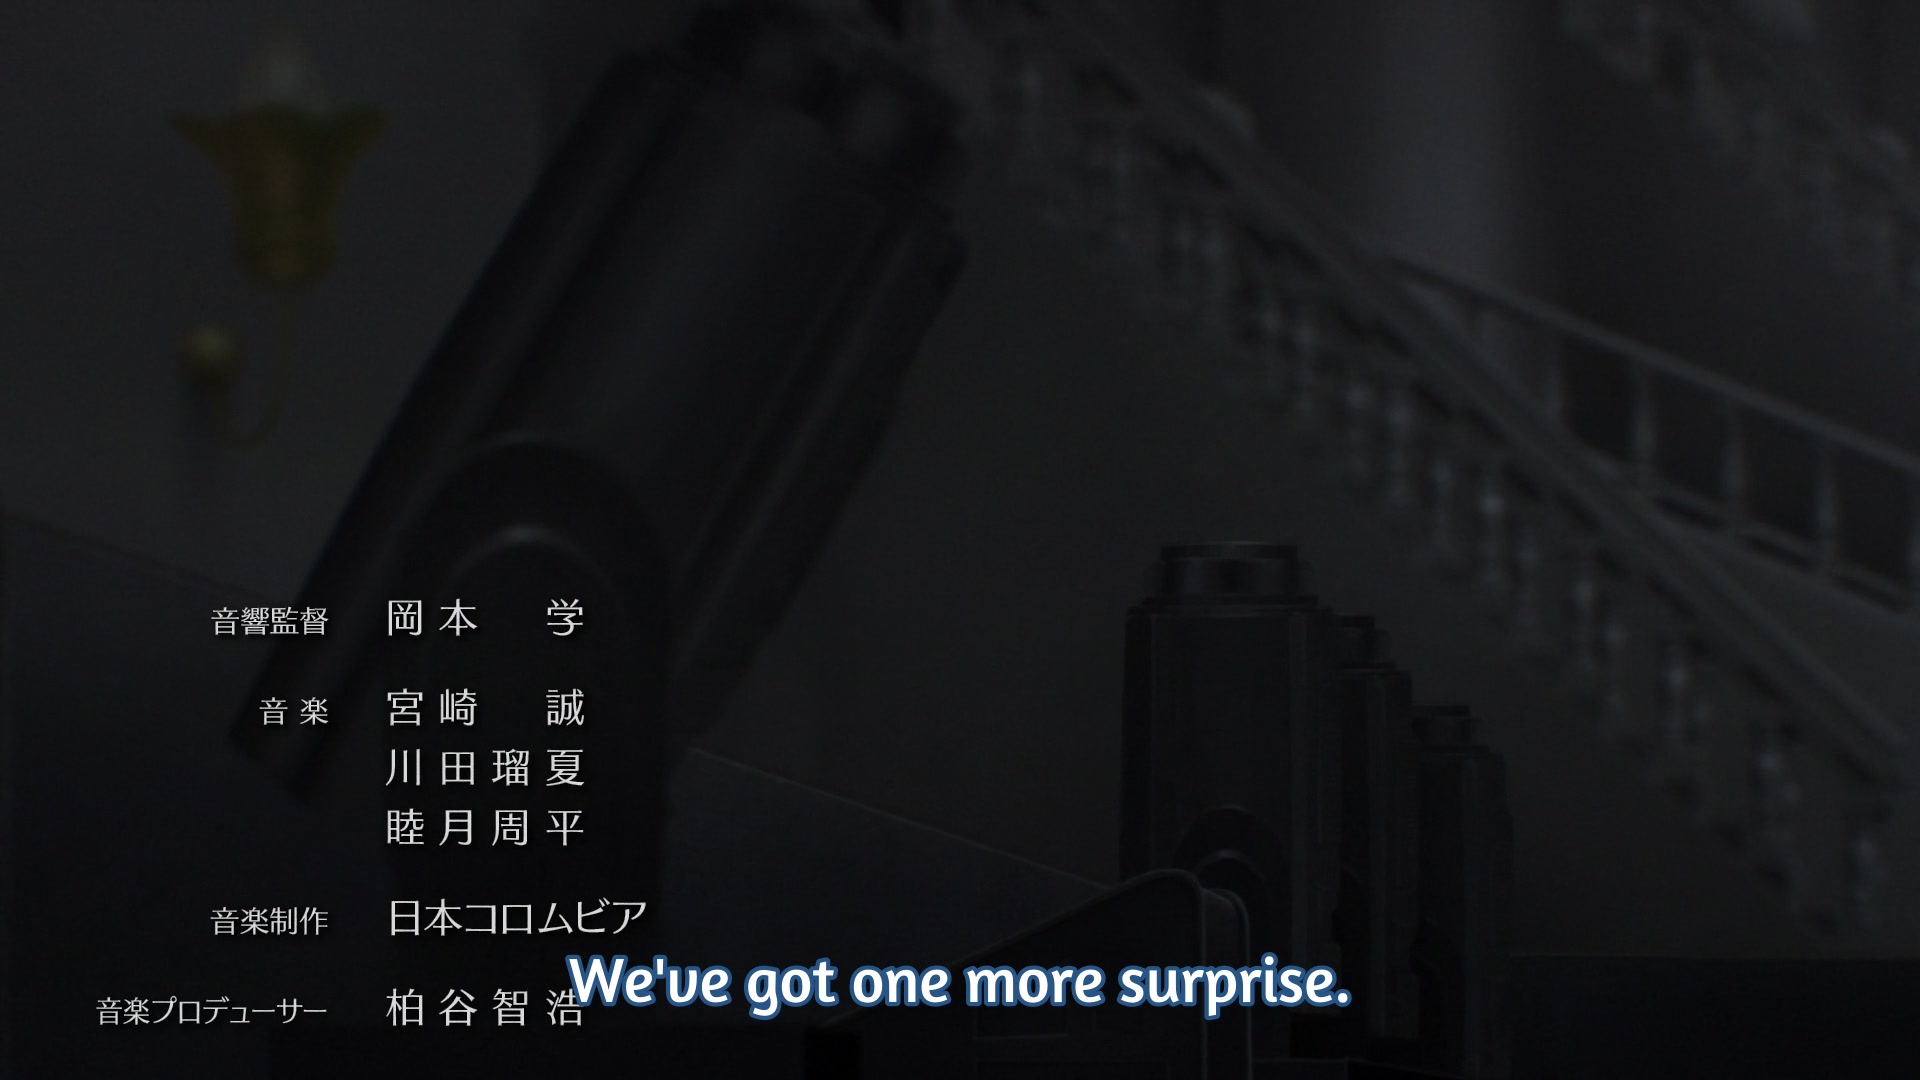 音響監督 岡本 学
音楽 宮崎 誠
川田瑠夏
睦月周平
音楽制作 日本コロムビア
音楽プロデューサー 柏谷智浩
We've got one more surprise.